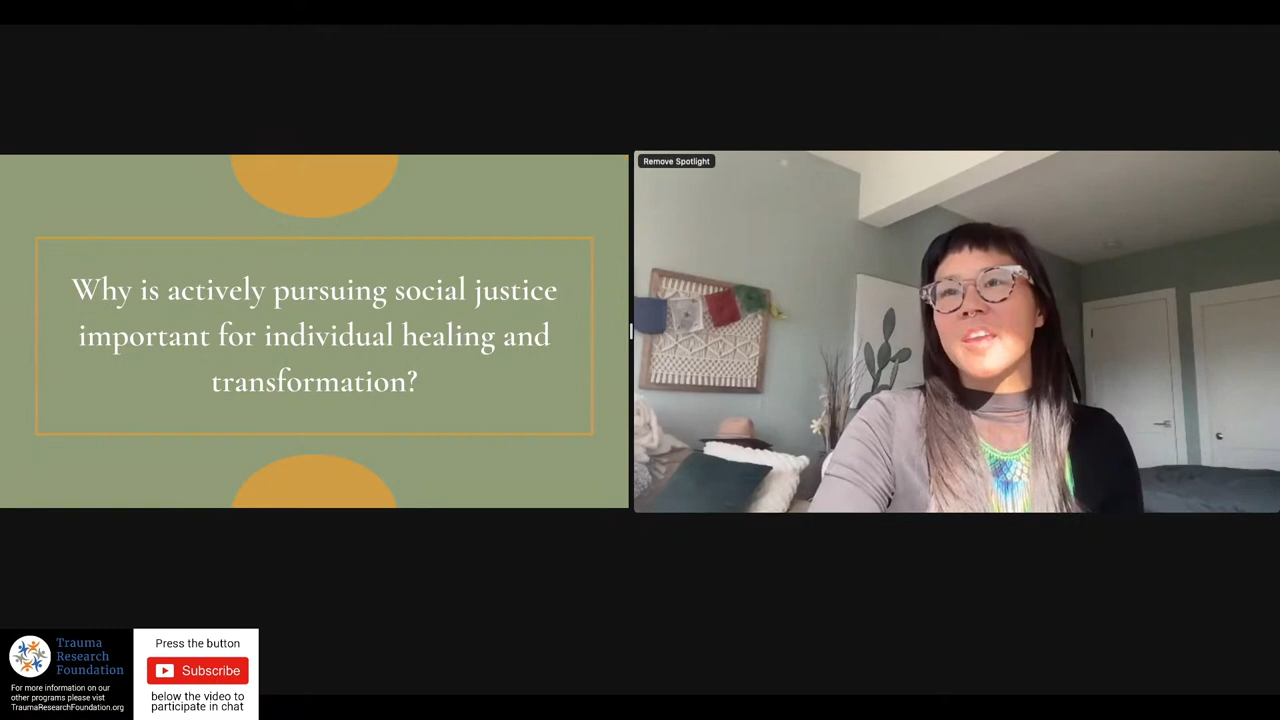 Remove Spotlight
Why is actively pursuing social justice
important for individual healing and
transformation?
Trauma
Research
Foundation
For more information on our
other programs please visit
TraumaResearchFoundation.org
Press the button
Subscribe
below the video to
participate in chat